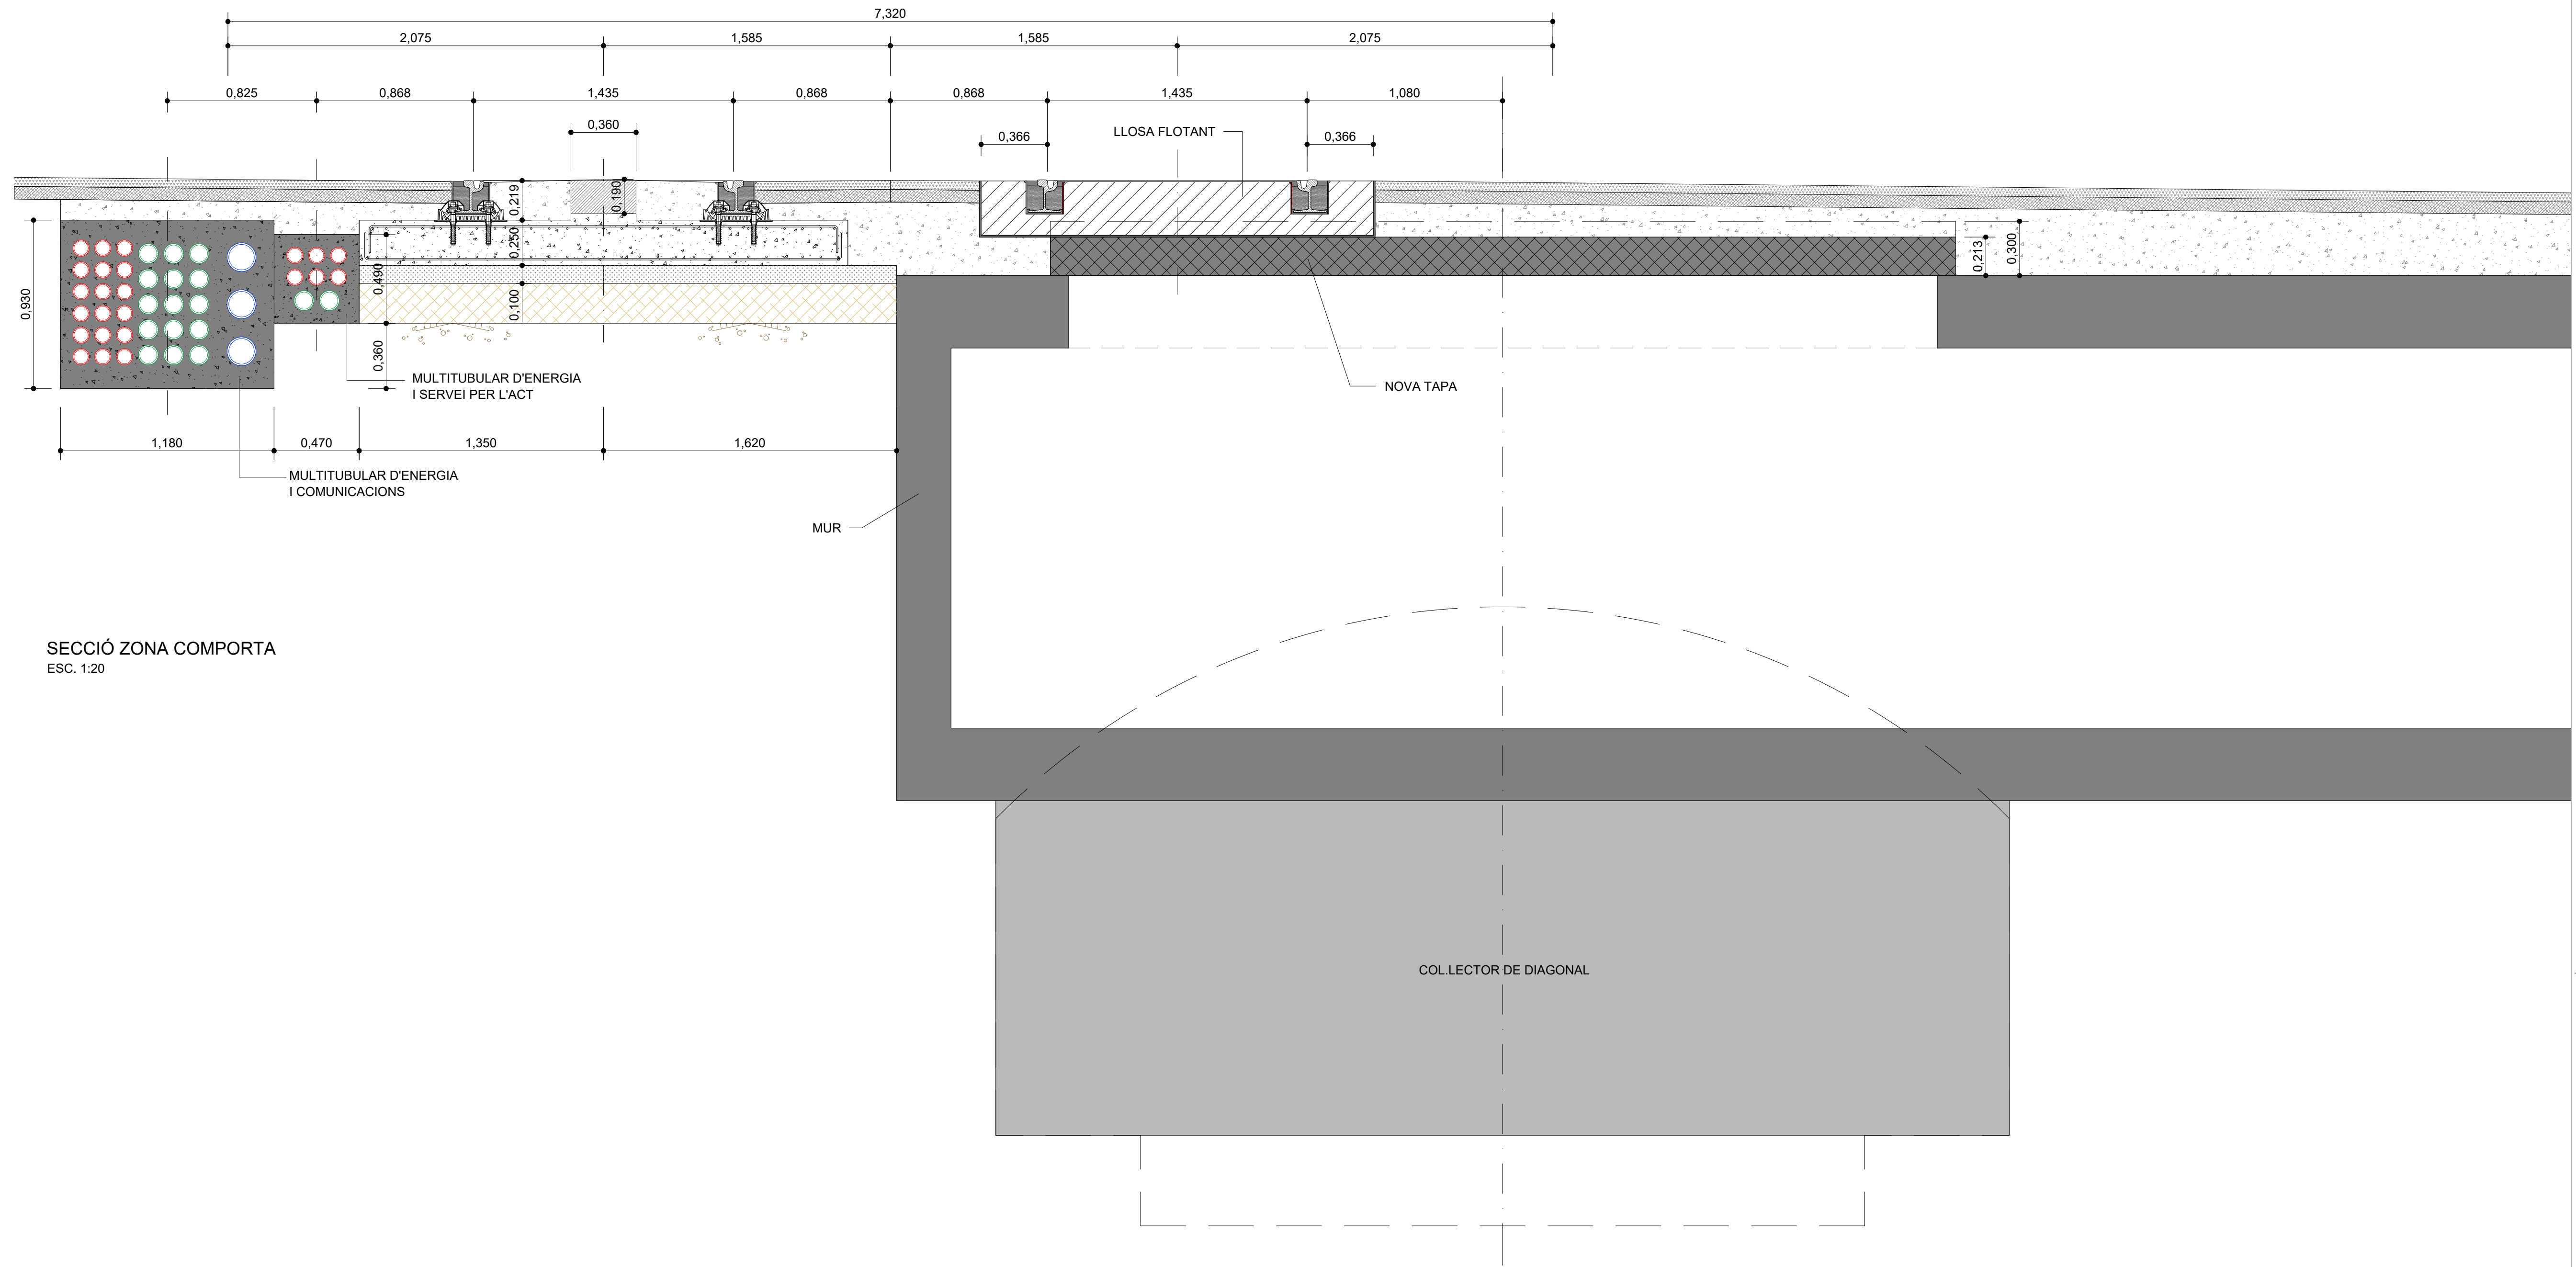 7,320
2,075
1,585
1,585
2,075
0,825
0,868
1,435
0,868
0,868
1,435
1,080
0,360
0,366
LLOSA FLOTANT
0,366
0,219
0,190
0,250
0,490
0,100
0,360
0,930
0,213
0,300
MULTITUBULAR D'ENERGIA
I SERVEI PER L'ACT
NOVA TAPA
1,180
0,470
1,350
1,620
MULTITUBULAR D'ENERGIA
I COMUNICACIONS
MUR
SECCIÓ ZONA COMPORTA
ESC. 1:20
COL.LECTOR DE DIAGONAL